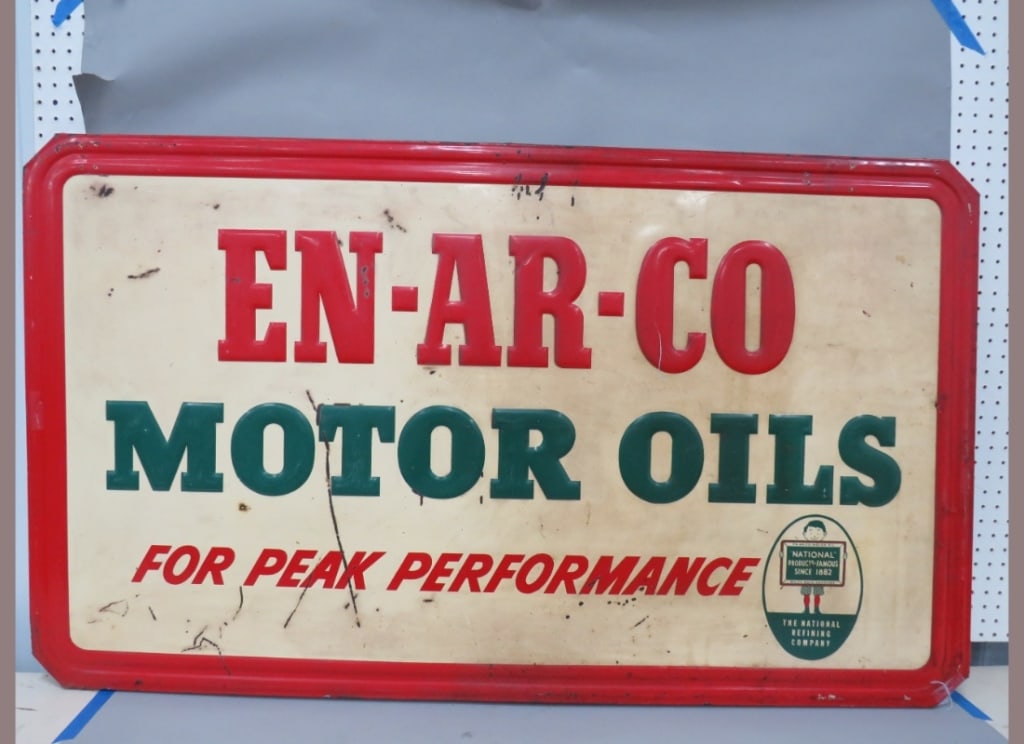 EN-AR-CO
MOTOR OILS
FOR PEAK PERFORMANCE
NATIONAL
PRODUCTS-FAMOUS
SINCE 1882
THE NATIONAL
REFINING
COMPANY